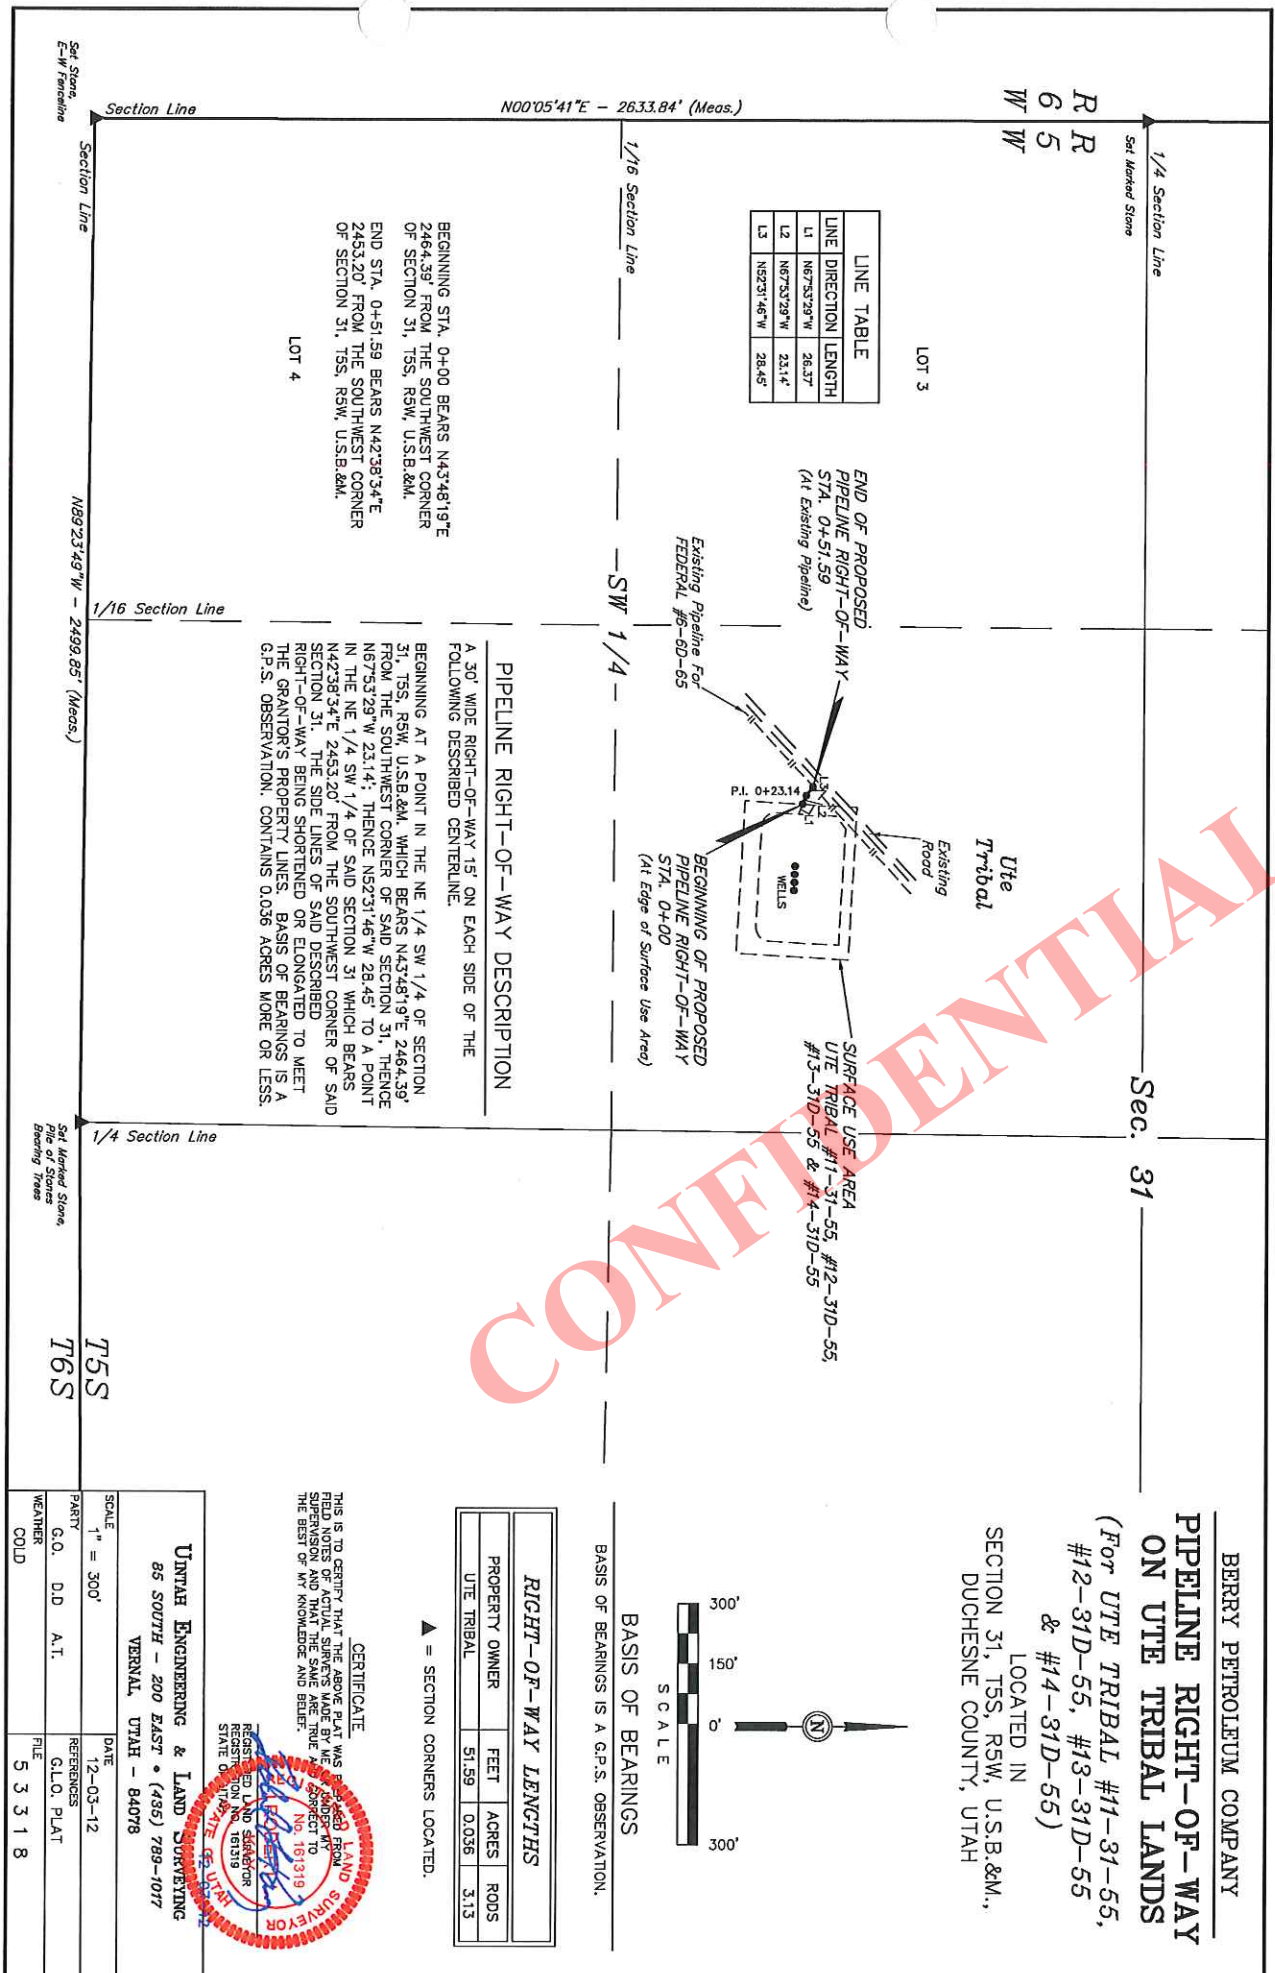 R R
6 5
W W
1/4 Section Line
Set Marked Stone
Sec. 31
LOT 3
LINE TABLE
LINE DIRECTION LENGTH
L1 N67°53'29"W 26.37'
L2 N67°53'29"W 23.14'
L3 N52°31'46"W 28.45'
Ute
Tribal
Existing
Road
END OF PROPOSED
PIPELINE RIGHT-OF-WAY
STA. 0+51.59
(At Existing Pipeline)
Existing Pipeline For
FEDERAL #6-6D-65
L3
L2
L1
P.I. 0+23.14
WELLS
SURFACE USE AREA
UTE TRIBAL #11-31-55, #12-31D-55,
#13-31D-55 & #14-31D-55
BEGINNING OF PROPOSED
PIPELINE RIGHT-OF-WAY
STA. 0+00
(At Edge of Surface Use Area)
N00°05'41"E - 2633.84' (Meas.)
1/16 Section Line
SW 1/4
BEGINNING STA. 0+00 BEARS N43°48'19"E
2464.39' FROM THE SOUTHWEST CORNER
OF SECTION 31, T5S, R5W, U.S.B.&M.
END STA. 0+51.59 BEARS N42°38'34"E
2453.20' FROM THE SOUTHWEST CORNER
OF SECTION 31, T5S, R5W, U.S.B.&M.
LOT 4
PIPELINE RIGHT-OF-WAY DESCRIPTION
A 30' WIDE RIGHT-OF-WAY 15' ON EACH SIDE OF THE
FOLLOWING DESCRIBED CENTERLINE.
BEGINNING AT A POINT IN THE NE 1/4 SW 1/4 OF SECTION
31, T5S, R5W, U.S.B.&M. WHICH BEARS N43°48'19"E 2464.39'
FROM THE SOUTHWEST CORNER OF SAID SECTION 31, THENCE
N67°53'29"W 23.14'; THENCE N52°31'46"W 28.45' TO A POINT
IN THE NE 1/4 SW 1/4 OF SAID SECTION 31 WHICH BEARS
N42°38'34"E 2453.20' FROM THE SOUTHWEST CORNER OF SAID
SECTION 31. THE SIDE LINES OF SAID DESCRIBED
RIGHT-OF-WAY BEING SHORTENED OR ELONGATED TO MEET
THE GRANTOR'S PROPERTY LINES. BASIS OF BEARINGS IS A
G.P.S. OBSERVATION. CONTAINS 0.036 ACRES MORE OR LESS.
Section Line
1/16 Section Line
1/4 Section Line
Section Line
N89°23'49"W - 2499.85' (Meas.)
Set Stone,
E-W Fenceline
Set Marked Stone,
Pile of Stones
Bearing Trees
T5S
T6S
CONFIDENTIAL
BERRY PETROLEUM COMPANY
PIPELINE RIGHT-OF-WAY
ON UTE TRIBAL LANDS
(For UTE TRIBAL #11-31-55,
#12-31D-55, #13-31D-55
& #14-31D-55)
LOCATED IN
SECTION 31, T5S, R5W, U.S.B.&M.,
DUCHESNE COUNTY, UTAH
N
300' 150' 0' 300'
SCALE
BASIS OF BEARINGS
BASIS OF BEARINGS IS A G.P.S. OBSERVATION.
RIGHT-OF-WAY LENGTHS
PROPERTY OWNER FEET ACRES RODS
UTE TRIBAL 51.59 0.036 3.13
▲ = SECTION CORNERS LOCATED.
CERTIFICATE
THIS IS TO CERTIFY THAT THE ABOVE PLAT WAS PREPARED FROM
FIELD NOTES OF ACTUAL SURVEYS MADE BY ME OR UNDER MY
SUPERVISION AND THAT THE SAME ARE TRUE AND CORRECT TO
THE BEST OF MY KNOWLEDGE AND BELIEF.
REGISTERED LAND SURVEYOR
REGISTRATION NO. 161319
STATE OF UTAH
REGISTERED LAND SURVEYOR
No. 161319
STATE OF UTAH
UINTAH ENGINEERING & LAND SURVEYING
85 SOUTH - 200 EAST • (435) 789-1017
VERNAL, UTAH - 84078
SCALE 1" = 300' DATE 12-03-12
PARTY G.O. D.D A.T. REFERENCES G.L.O. PLAT
WEATHER COLD FILE 5 3 3 1 8